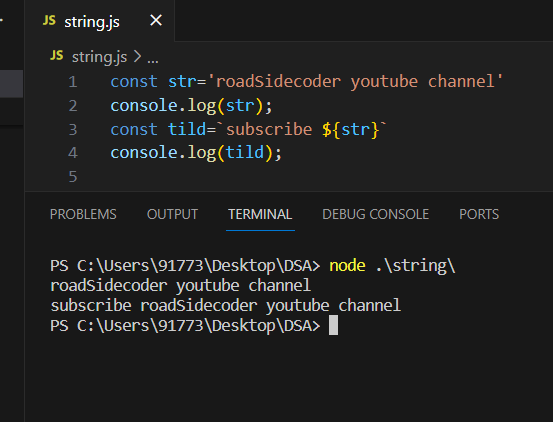 JS string.js ×
JS string.js > ...
1 const str='roadSidecoder youtube channel'
2 console.log(str);
3 const tild=`subscribe ${str}`
4 console.log(tild);
5
PROBLEMS OUTPUT TERMINAL DEBUG CONSOLE PORTS
PS C:\Users\91773\Desktop\DSA> node .\string\
roadSidecoder youtube channel
subscribe roadSidecoder youtube channel
PS C:\Users\91773\Desktop\DSA>